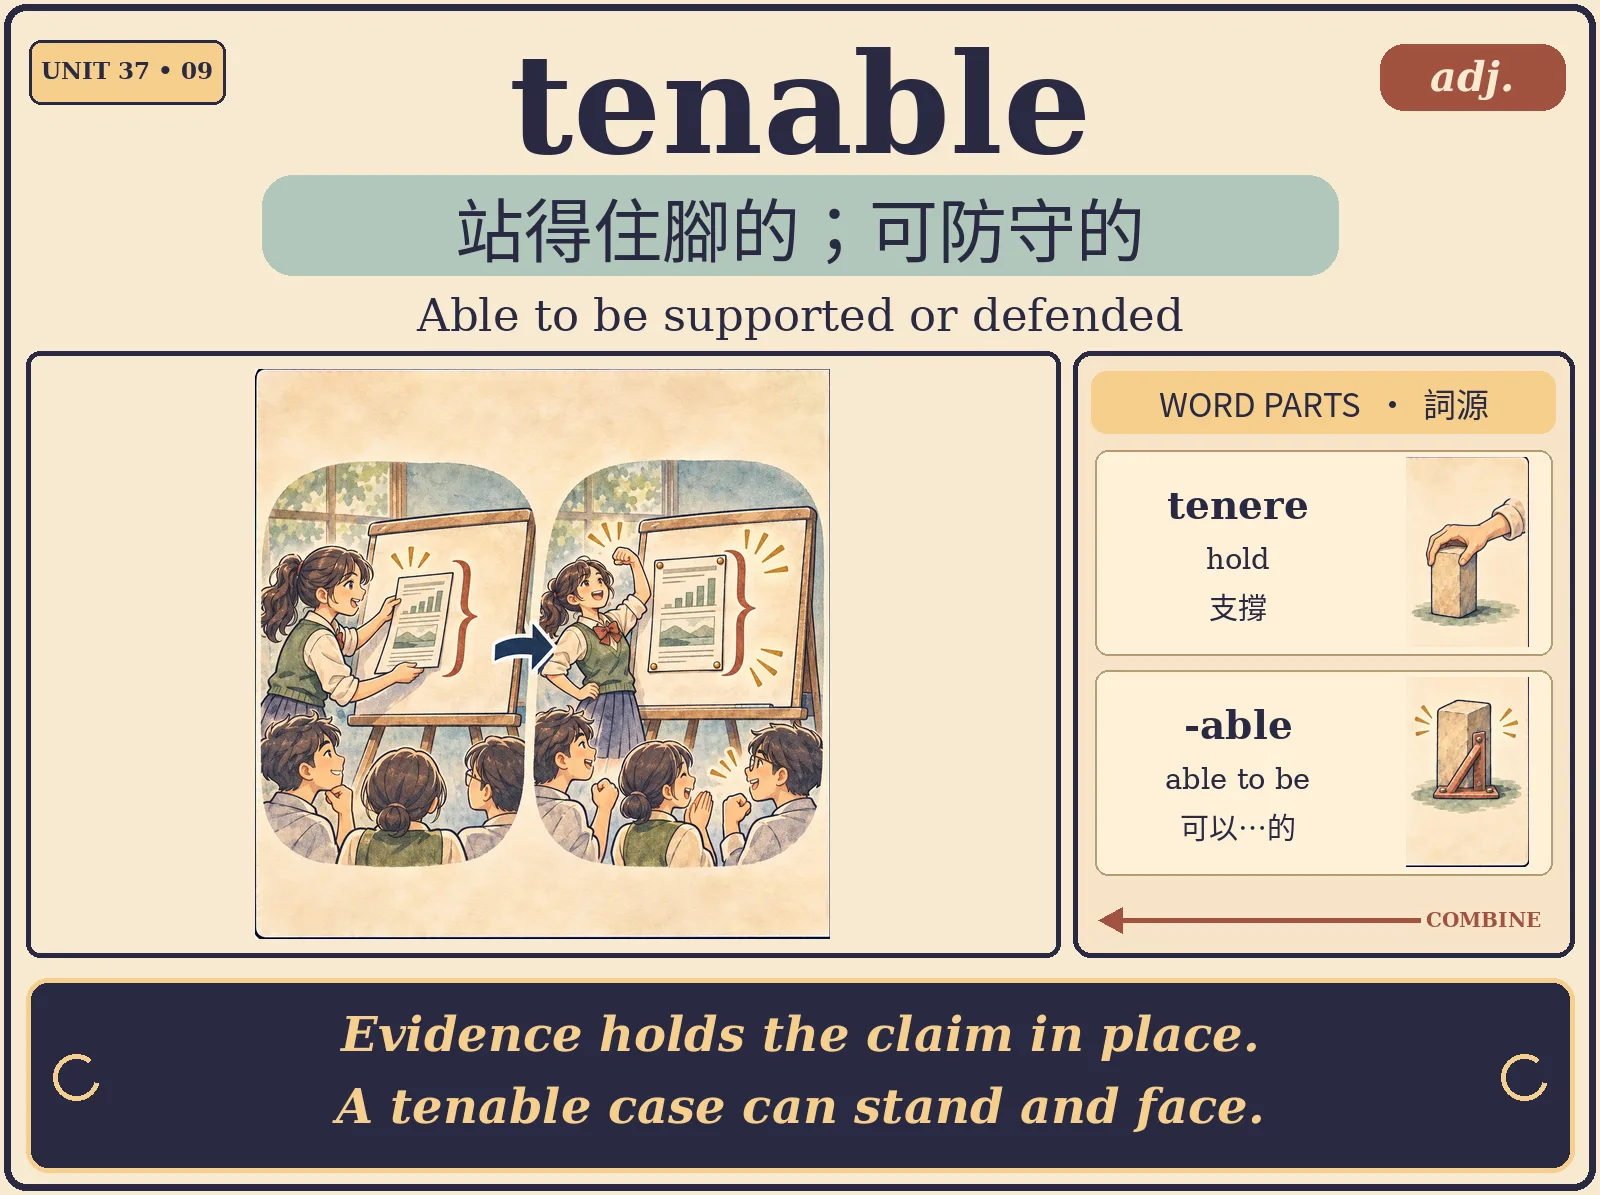 UNIT 37 • 09
tenable
adj.
站得住腳的；可防守的
Able to be supported or defended
WORD PARTS · 詞源
tenere
hold
支撐
-able
able to be
可以⋯的
COMBINE
Evidence holds the claim in place.
A tenable case can stand and face.